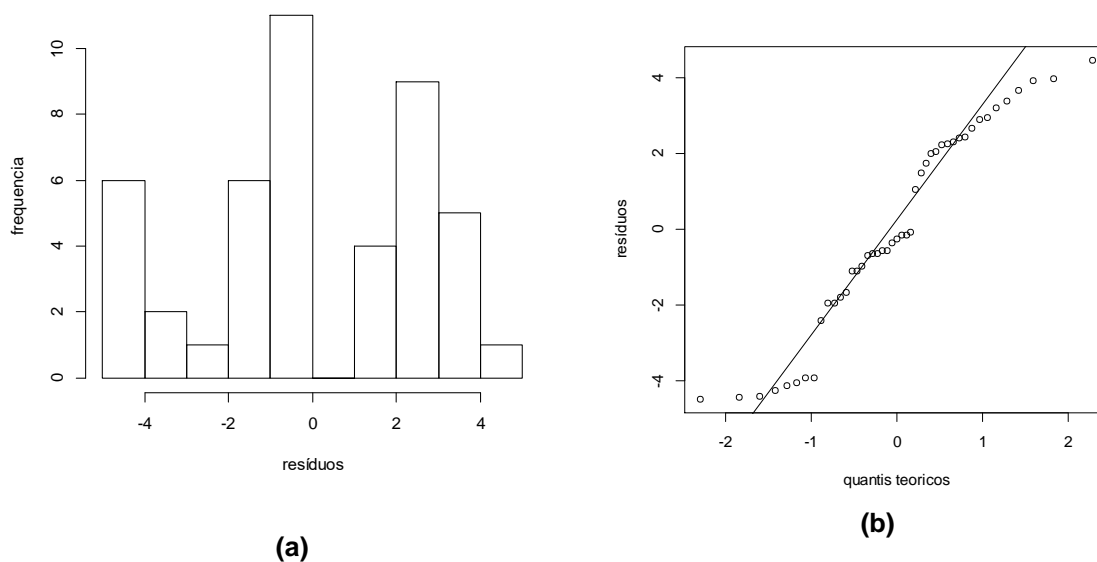 10
8
6
4
2
0
frequencia
-4 -2 0 2 4
resíduos
(a)
4
2
0
-2
-4
resíduos
-2 -1 0 1 2
quantis teoricos
(b)